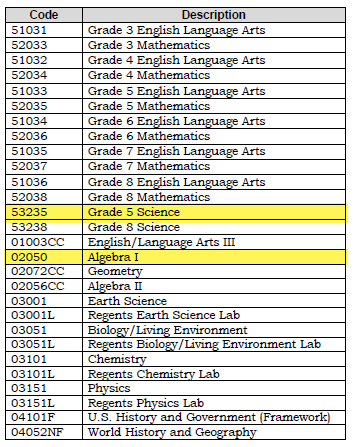 Code Description
51031 Grade 3 English Language Arts
52033 Grade 3 Mathematics
51032 Grade 4 English Language Arts
52034 Grade 4 Mathematics
51033 Grade 5 English Language Arts
52035 Grade 5 Mathematics
51034 Grade 6 English Language Arts
52036 Grade 6 Mathematics
51035 Grade 7 English Language Arts
52037 Grade 7 Mathematics
51036 Grade 8 English Language Arts
52038 Grade 8 Mathematics
53235 Grade 5 Science
53238 Grade 8 Science
01003CC English/Language Arts III
02050 Algebra I
02072CC Geometry
02056CC Algebra II
03001 Earth Science
03001L Regents Earth Science Lab
03051 Biology/Living Environment
03051L Regents Biology/Living Environment Lab
03101 Chemistry
03101L Regents Chemistry Lab
03151 Physics
03151L Regents Physics Lab
04101F U.S. History and Government (Framework)
04052NF World History and Geography